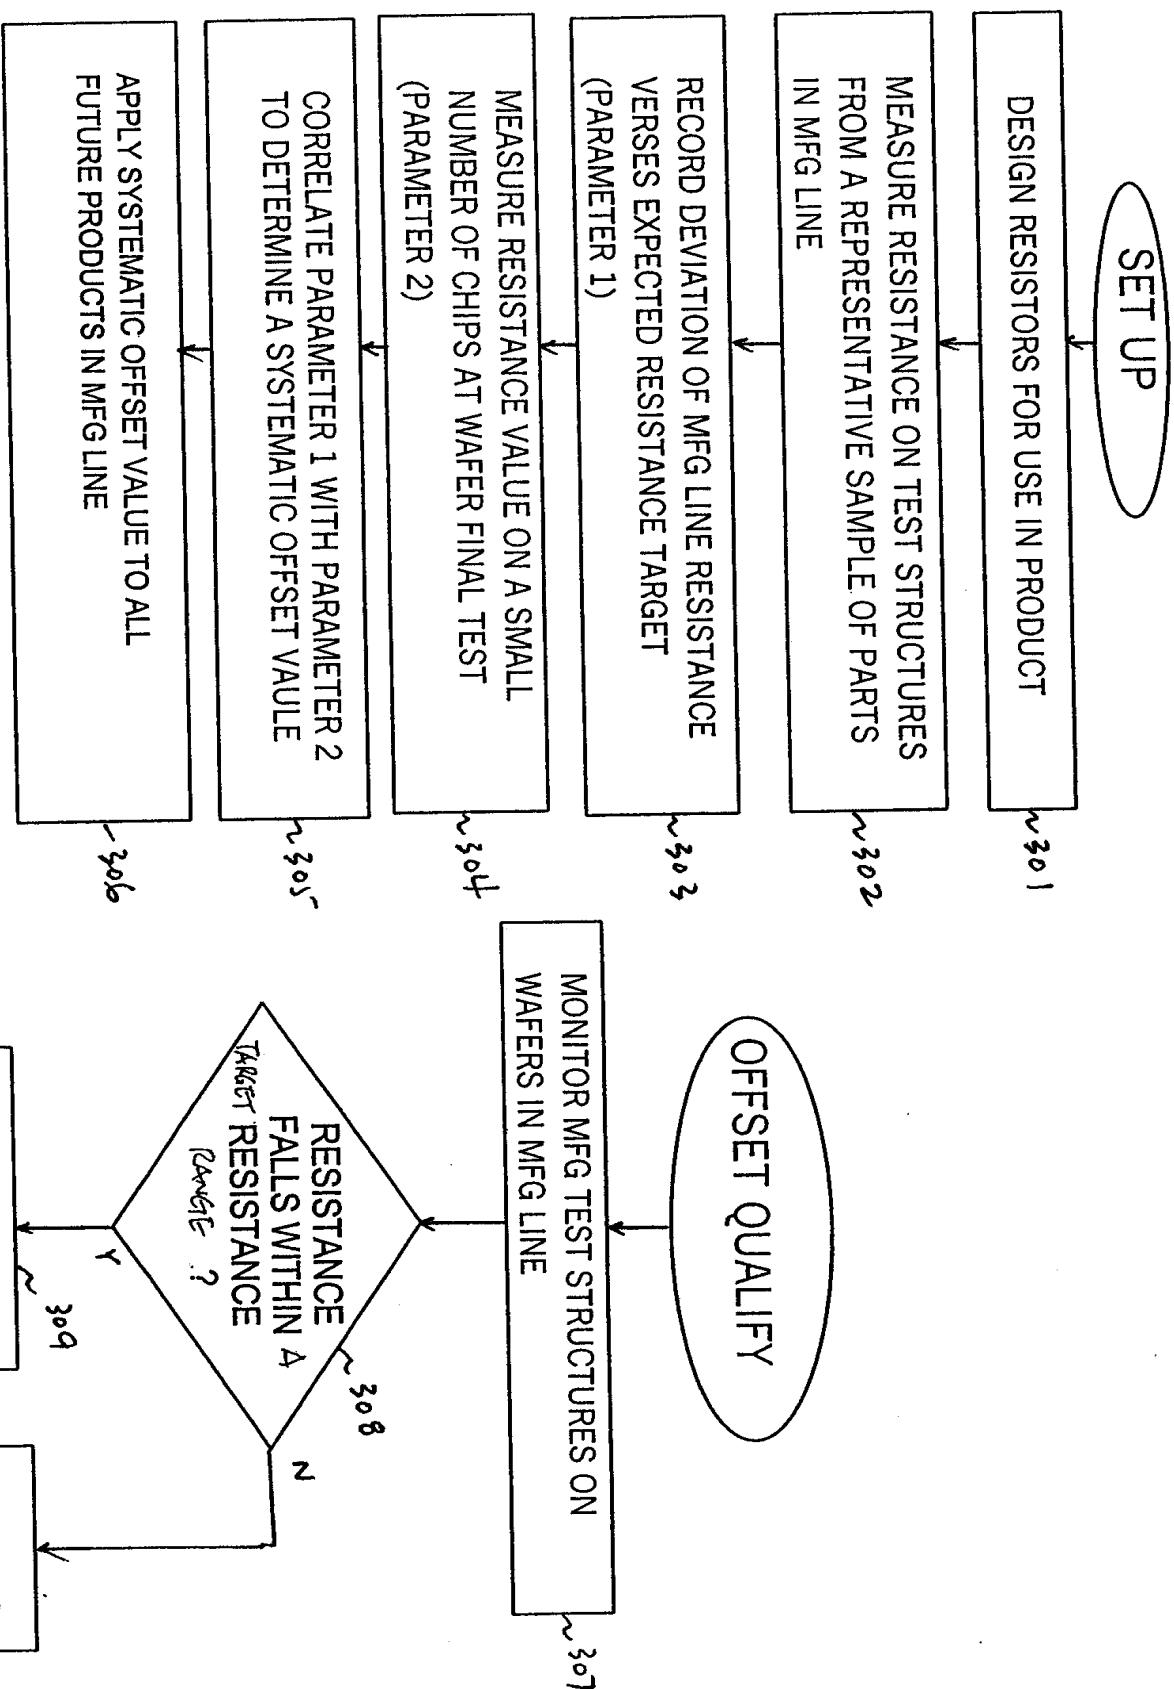 SET UP
DESIGN RESISTORS FOR USE IN PRODUCT
301
MEASURE RESISTANCE ON TEST STRUCTURES
FROM A REPRESENTATIVE SAMPLE OF PARTS
IN MFG LINE
302
RECORD DEVIATION OF MFG LINE RESISTANCE
VERSES EXPECTED RESISTANCE TARGET
(PARAMETER 1)
303
MEASURE RESISTANCE VALUE ON A SMALL
NUMBER OF CHIPS AT WAFER FINAL TEST
(PARAMETER 2)
304
CORRELATE PARAMETER 1 WITH PARAMETER 2
TO DETERMINE A SYSTEMATIC OFFSET VAULE
305
APPLY SYSTEMATIC OFFSET VALUE TO ALL
FUTURE PRODUCTS IN MFG LINE
306
OFFSET QUALIFY
MONITOR MFG TEST STRUCTURES ON
WAFERS IN MFG LINE
307
RESISTANCE
FALLS WITHIN A
TARGET RESISTANCE
RANGE ?
308
N
Y
309